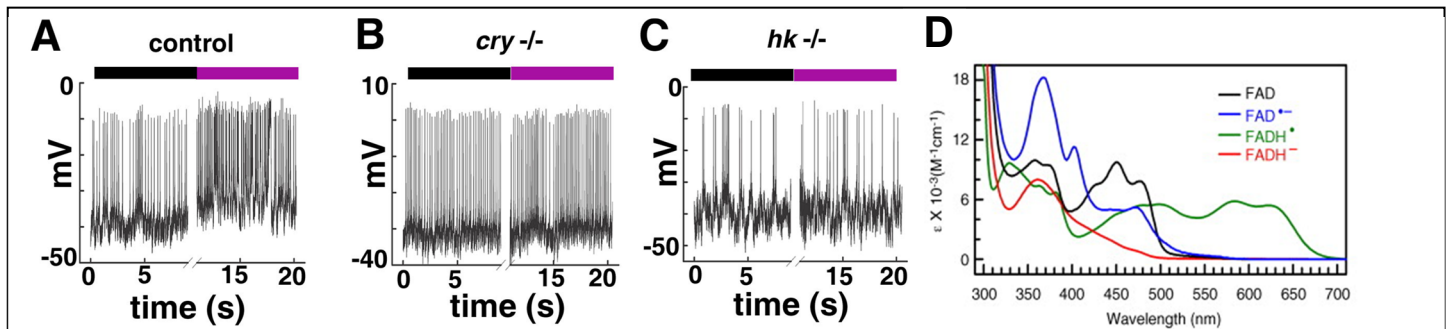 A
control
0
mV
-50
0 5 15 20
time (s)
B
cry -/-
10
mV
-40
0 5 15 20
time (s)
C
hk -/-
0
mV
-50
0 5 15 20
time (s)
D
18
12
6
0
ε X 10⁻³(M⁻¹cm⁻¹)
FAD
FAD•−
FADH•
FADH−
300 350 400 450 500 550 600 650 700
Wavelength (nm)